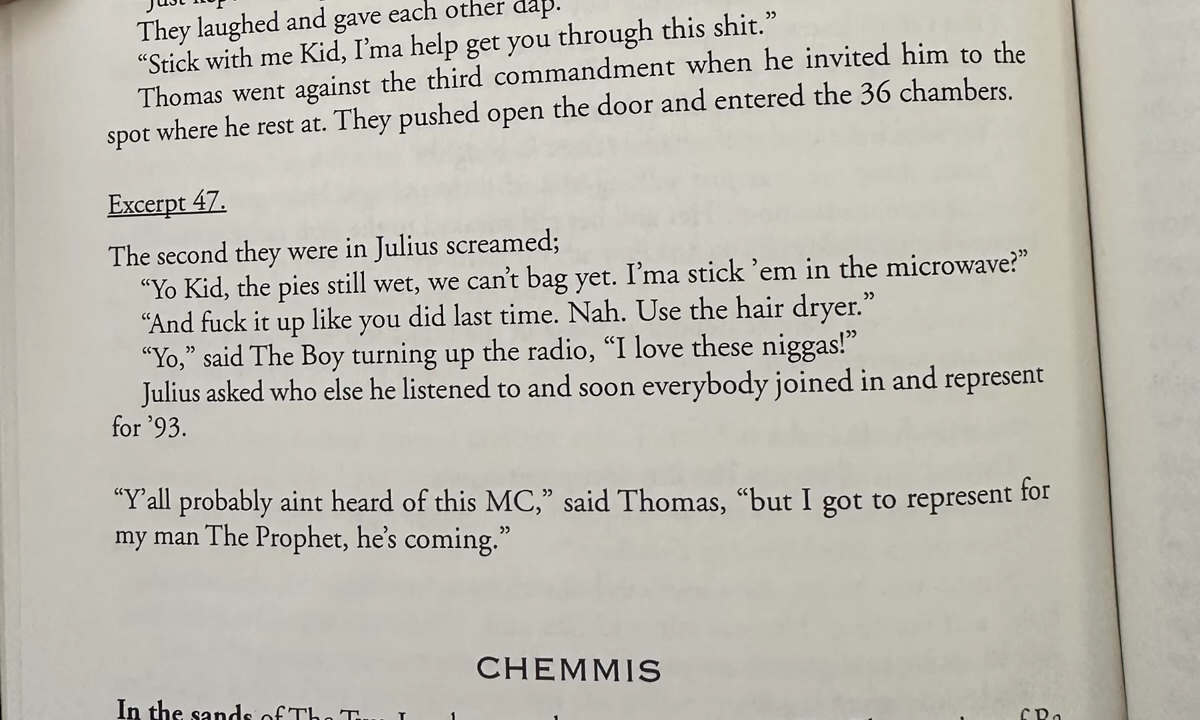 They laughed and gave each other dap.
“Stick with me Kid, I’ma help get you through this shit.”
Thomas went against the third commandment when he invited him to the
spot where he rest at. They pushed open the door and entered the 36 chambers.
Excerpt 47.
The second they were in Julius screamed;
“Yo Kid, the pies still wet, we can’t bag yet. I’ma stick ’em in the microwave?”
“And fuck it up like you did last time. Nah. Use the hair dryer.”
“Yo,” said The Boy turning up the radio, “I love these niggas!”
Julius asked who else he listened to and soon everybody joined in and represent
for ’93.
“Y’all probably aint heard of this MC,” said Thomas, “but I got to represent for
my man The Prophet, he’s coming.”
CHEMMIS
In the sands of The